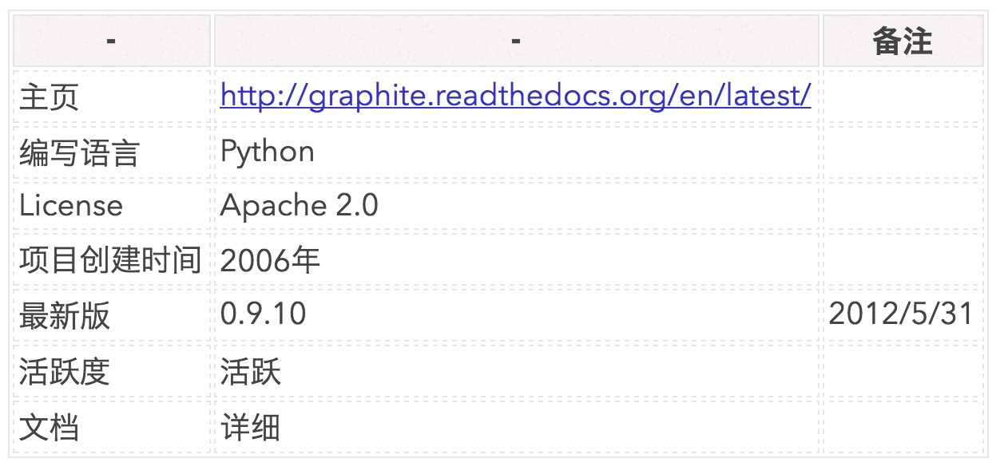 - - 备注
主页 http://graphite.readthedocs.org/en/latest/
编写语言 Python
License Apache 2.0
项目创建时间 2006年
最新版 0.9.10 2012/5/31
活跃度 活跃
文档 详细